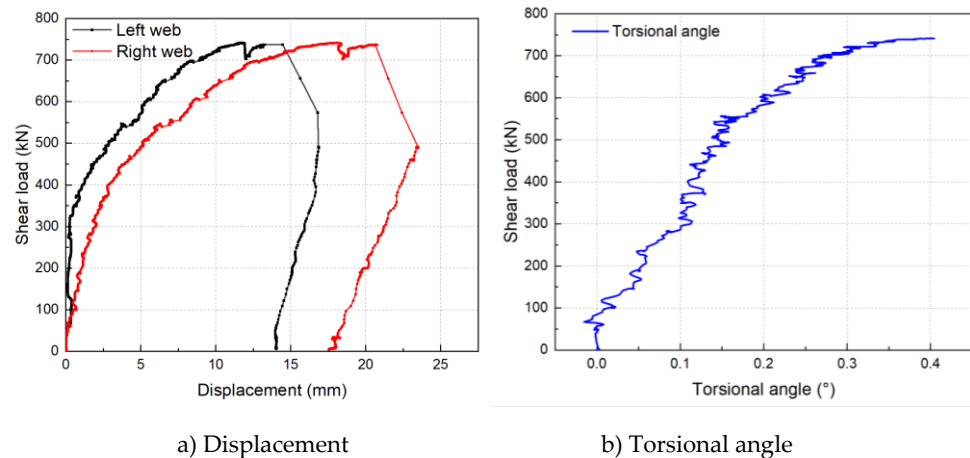 800
700
600
500
400
300
200
100
0
Shear load (kN)
Left web
Right web
0 5 10 15 20 25
Displacement (mm)
a) Displacement
800
700
600
500
400
300
200
100
0
Shear load (kN)
Torsional angle
0.0 0.1 0.2 0.3 0.4
Torsional angle (°)
b) Torsional angle